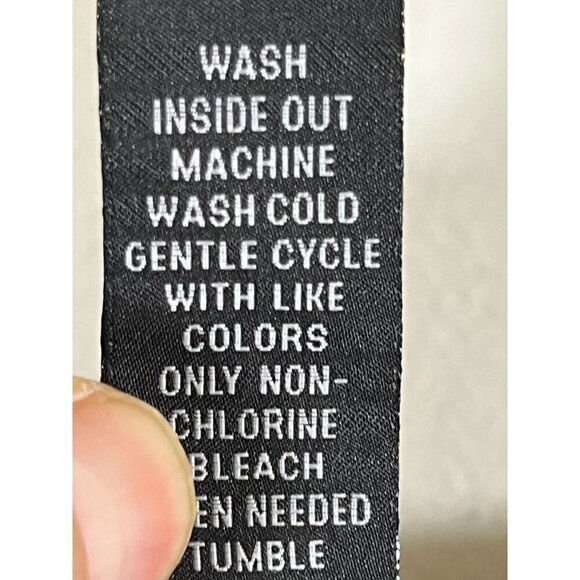 WASH
INSIDE OUT
MACHINE
WASH COLD
GENTLE CYCLE
WITH LIKE
COLORS
ONLY NON-
CHLORINE
BLEACH
NEEDED
TUMBLE